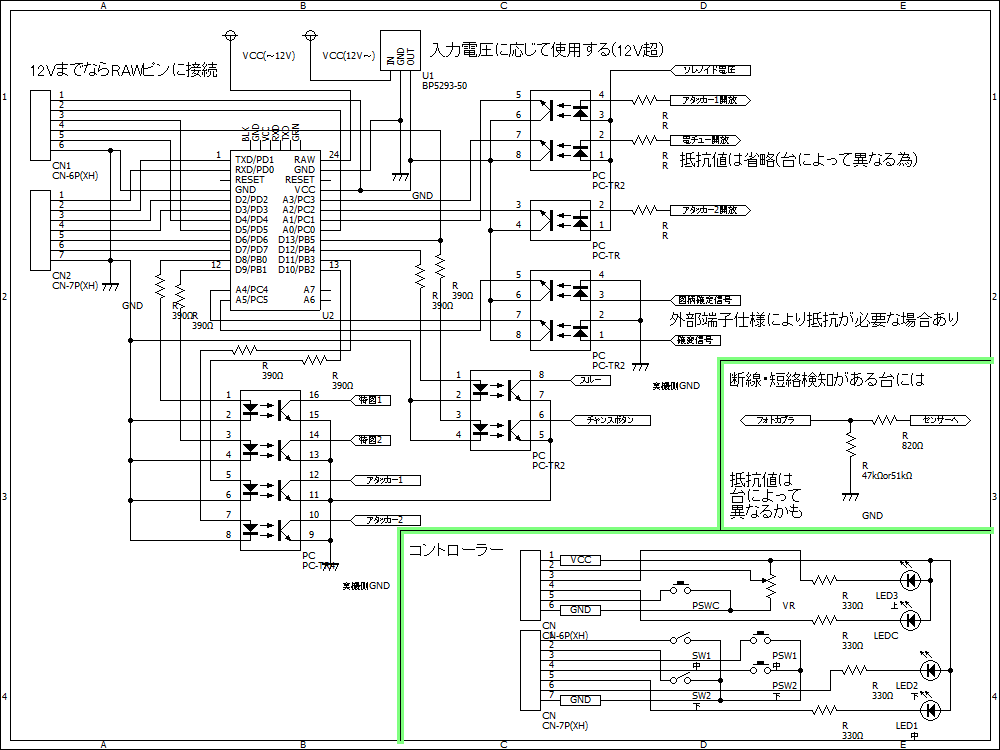 A B C D E
VCC(~12V)
VCC(12V~)
IN
GND
OUT
入力電圧に応じて使用する(12V超)
U1
BP5293-50
12VまでならRAWピンに接続
ソレノイド電圧
1 1
1
2
3
4
5
6
CN1
CN-6P(XH)
BLK
GND
VCC
RXD
TXD
GRN
1 TXD/PD1 RAW 24
RXD/PD0 GND
RESET RESET
GND VCC
D2/PD2 A3/PC3
D3/PD3 A2/PC2
D4/PD4 A1/PC1
D5/PD5 A0/PC0
D6/PD6 D13/PB5
D7/PD7 D12/PB4
D8/PB0 D11/PB3
12 D9/PB1 D10/PB2 13
A4/PC4 A7
A5/PC5 A6
U2
1
2
3
4
5
6
7
CN2
CN-7P(XH)
GND
GND
R
390Ω
R
390Ω
R
390Ω
R
390Ω
R
390Ω
R
390Ω
5 4
6 3
7 2
8 1
PC
PC-TR2
R
R
アタッカー1開放
R
R
電チュー開放
抵抗値は省略(台によって異なる為)
3 2
4 1
PC
PC-TR
R
R
アタッカー2開放
2 2
5 4
6 3
7 2
8 1
PC
PC-TR2
図柄確定信号
外部端子仕様により抵抗が必要な場合あり
確変信号
実機側GND
1 8
2 7
3 6
4 5
PC
PC-TR2
スルー
チャンスボタン
断線・短絡検知がある台には
フォトカプラ
センサーへ
R
820Ω
R
47kΩor51kΩ
GND
抵抗値は
台によって
異なるかも
3 3
1 16
2 15
3 14
4 13
5 12
6 11
7 10
8 9
PC
特図1
特図2
アタッカー1
アタッカー2
実機側GND
コントローラー
1
2
3
4
5
6
VCC
GND
CN
CN-6P(XH)
PSWC
VR
R
330Ω
LED3
上
R
330Ω
LEDC
4 4
1
2
3
4
5
6
7
GND
CN
CN-7P(XH)
SW1
中
PSW1
中
SW2
下
PSW2
下
R
330Ω
LED2
下
R
330Ω
LED1
中
A B C D E